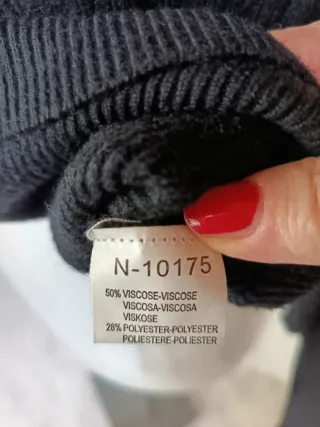 N-10175
50% VISCOSE-VISCOSE
VISCOSA-VISCOSA
VISKOSE
28% POLYESTER-POLYESTER
POLIESTERE-POLIESTER